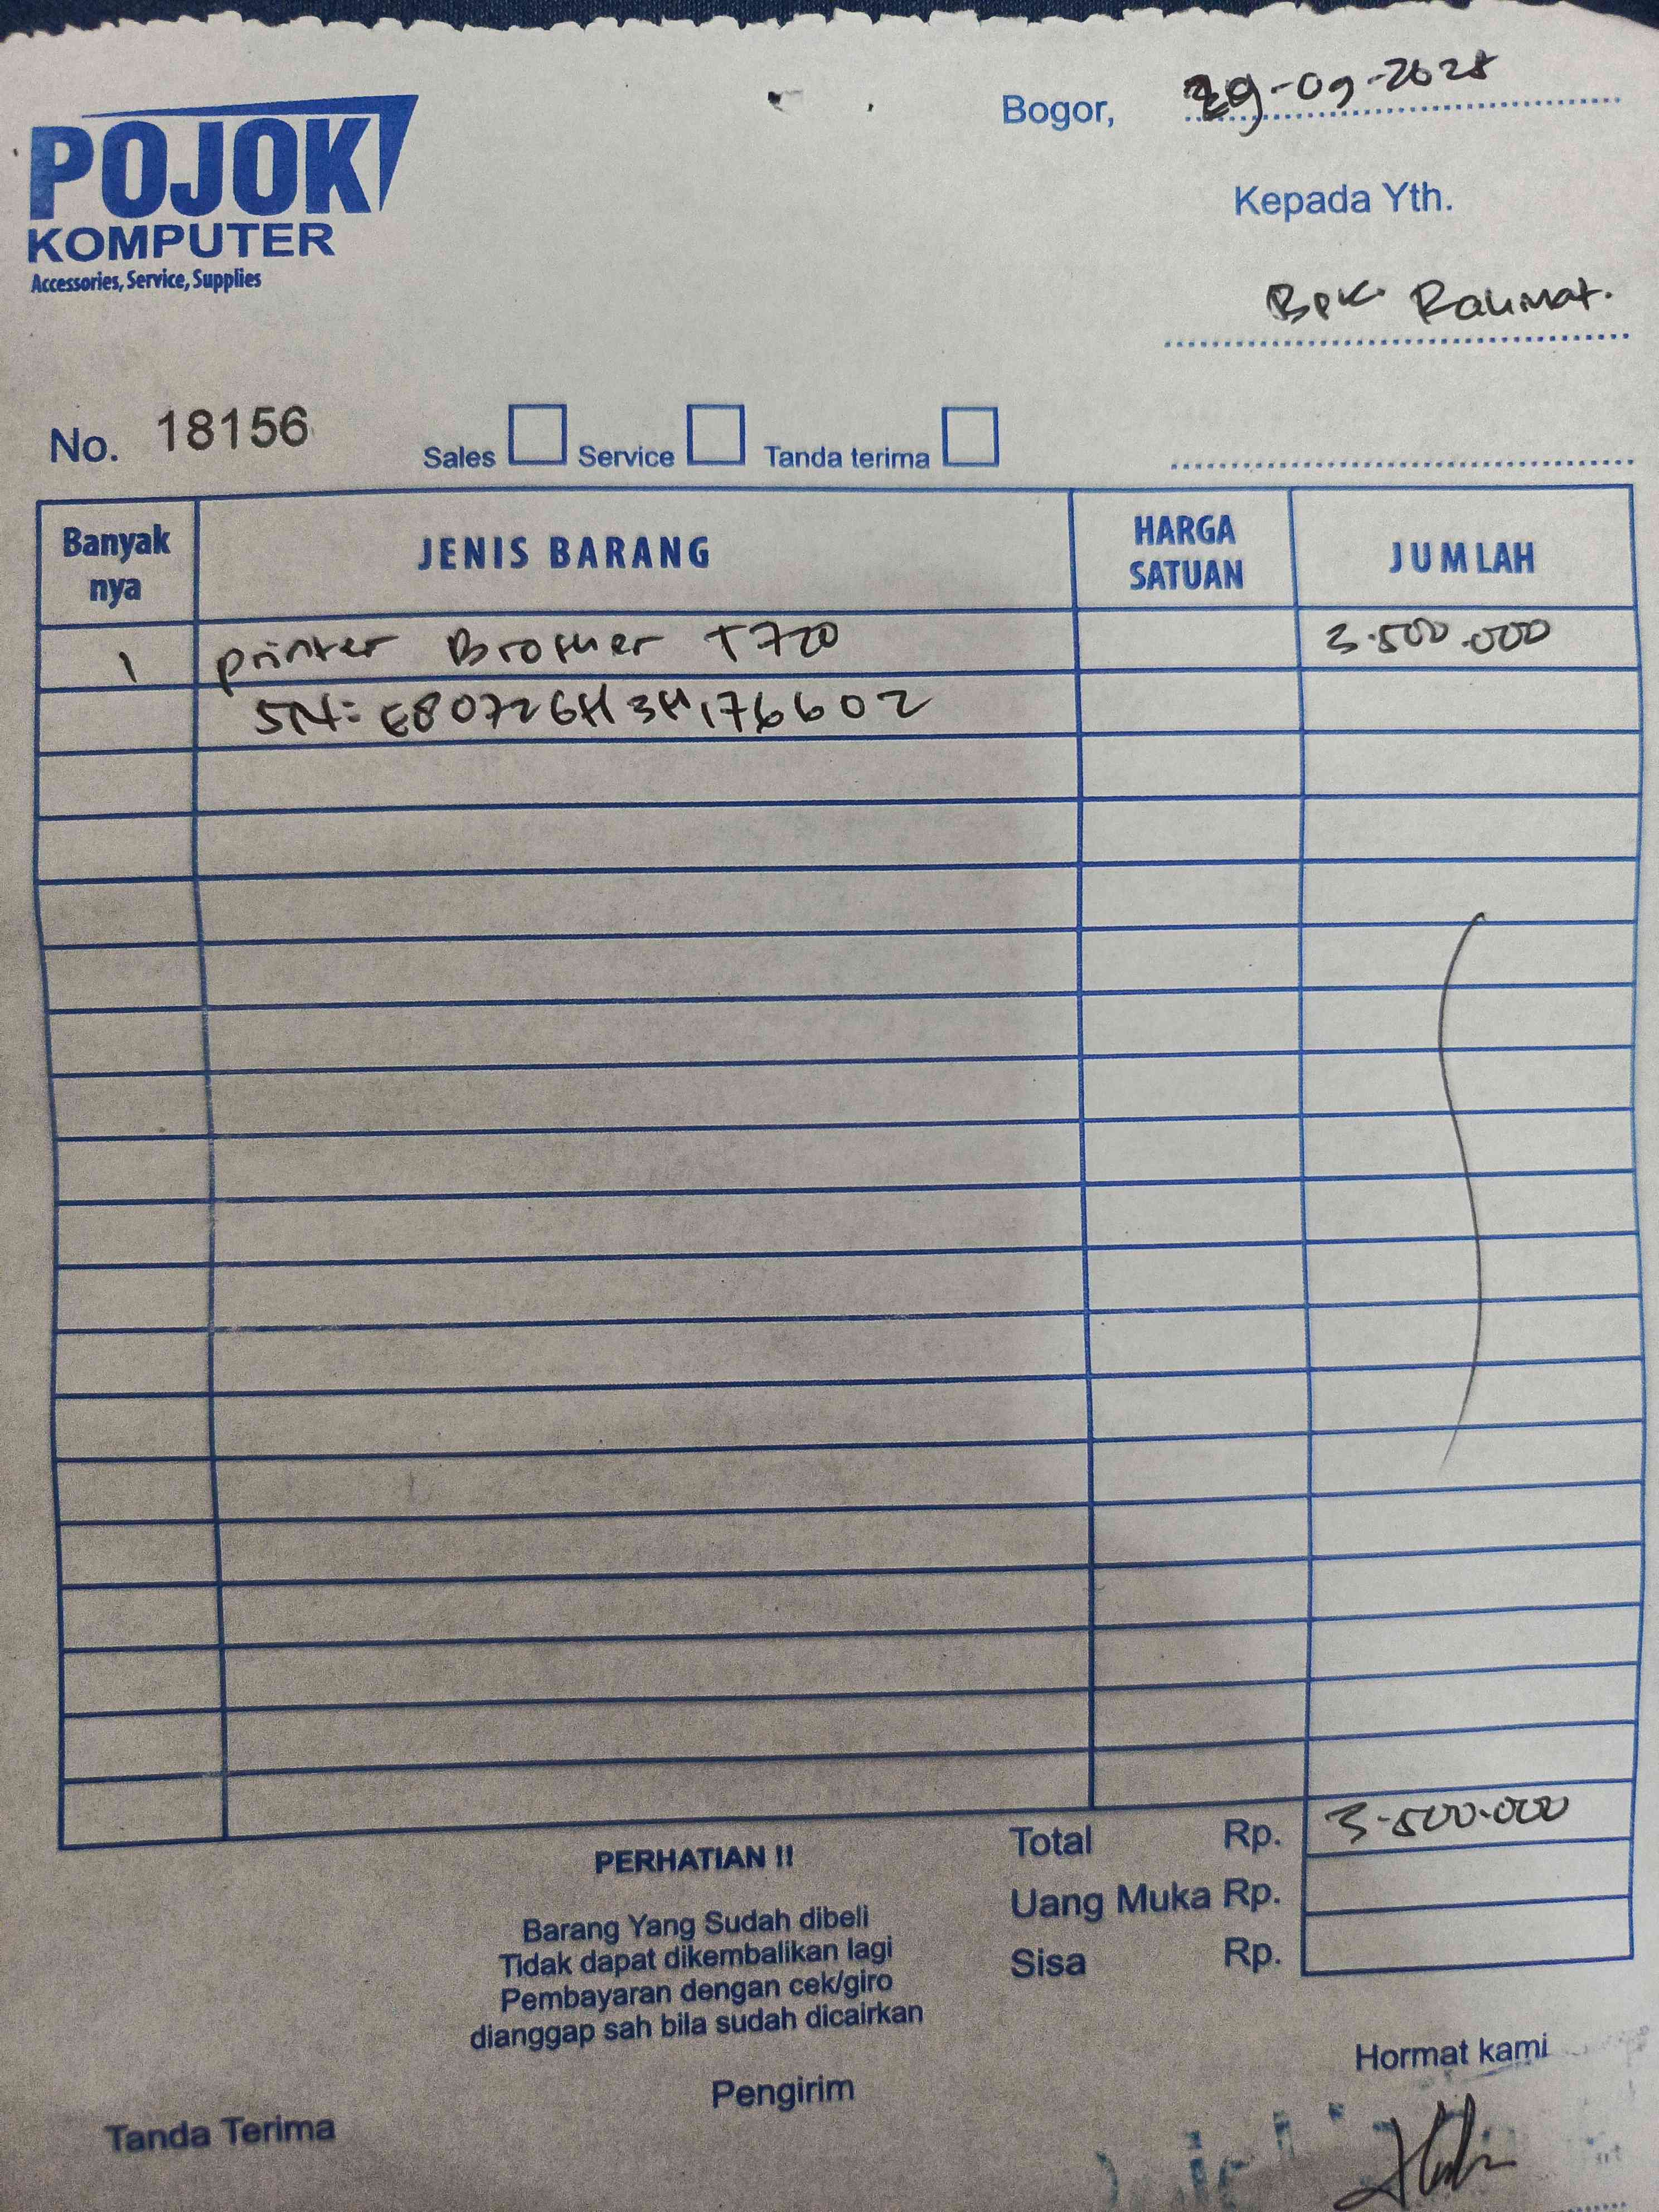 POJOK
KOMPUTER
Accessories, Service, Supplies
Bogor, 29-09-2025
Kepada Yth.
Bpk. Rahmat.
No. 18156
Sales Service Tanda terima
Banyak nya JENIS BARANG HARGA SATUAN JUMLAH
1 printer Brother T720 3.500.000
SN: E80726H3H176602
Total Rp. 3.500.000
Uang Muka Rp.
Sisa Rp.
PERHATIAN !!
Barang Yang Sudah dibeli
Tidak dapat dikembalikan lagi
Pembayaran dengan cek/giro
dianggap sah bila sudah dicairkan
Tanda Terima Pengirim Hormat kami